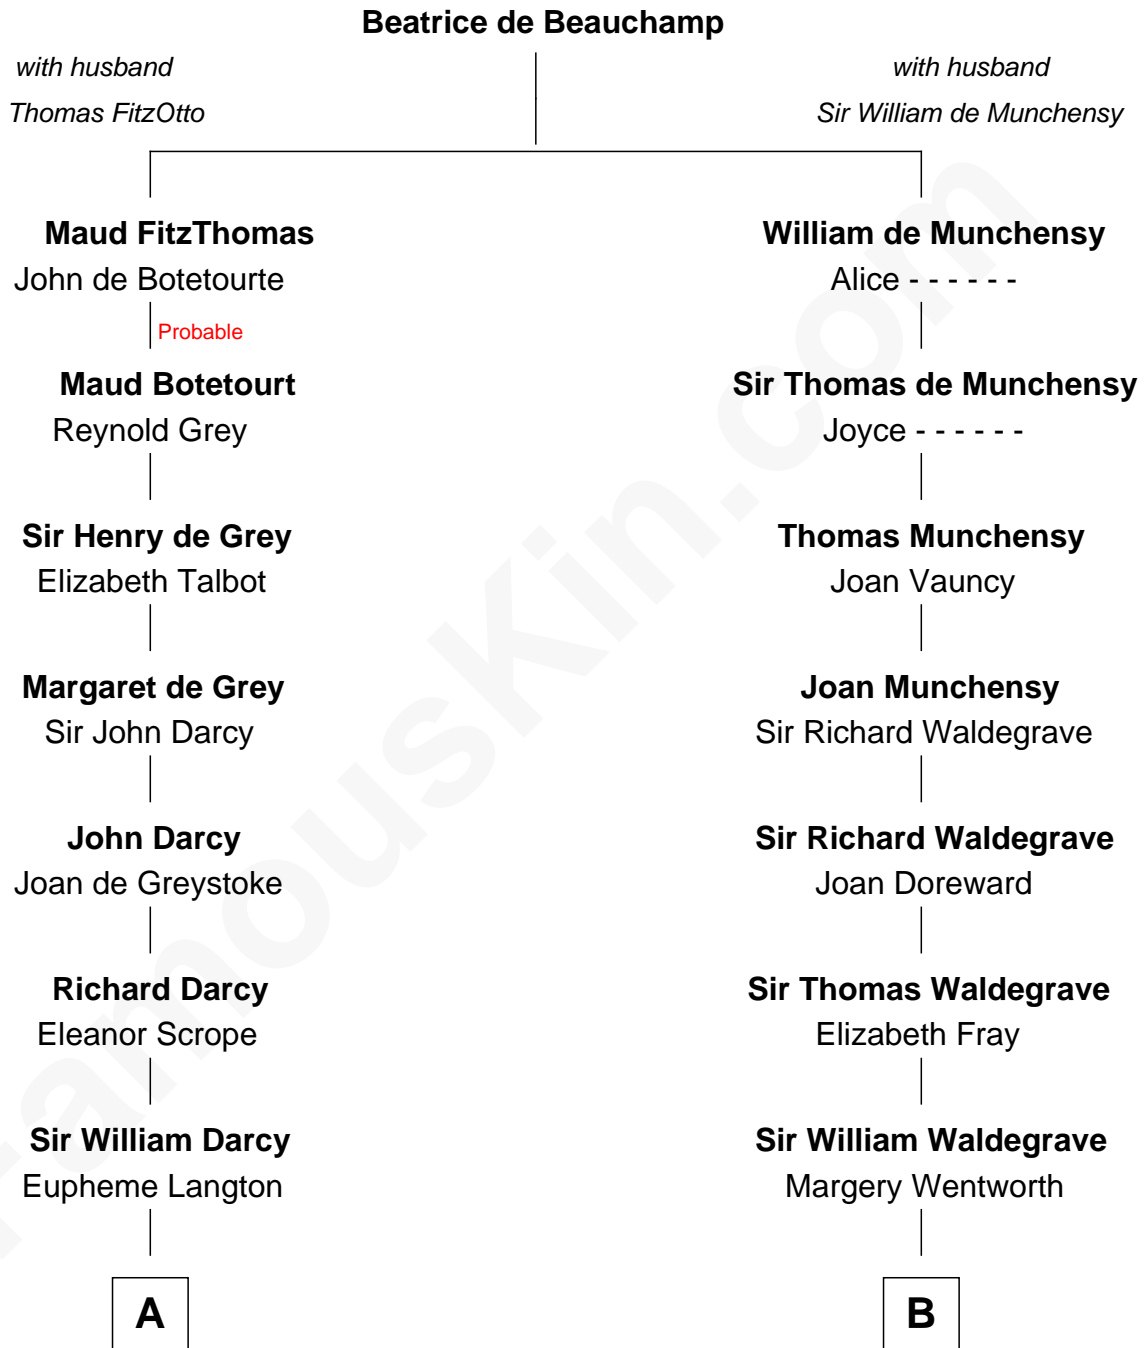 Beatrice de Beauchamp
with husband
Thomas FitzOtto
with husband
Sir William de Munchensy
Maud FitzThomas
John de Botetourte
Probable
Maud Botetourt
Reynold Grey
Sir Henry de Grey
Elizabeth Talbot
Margaret de Grey
Sir John Darcy
John Darcy
Joan de Greystoke
Richard Darcy
Eleanor Scrope
Sir William Darcy
Eupheme Langton
A
William de Munchensy
Alice - - - - - -
Sir Thomas de Munchensy
Joyce - - - - - -
Thomas Munchensy
Joan Vauncy
Joan Munchensy
Sir Richard Waldegrave
Sir Richard Waldegrave
Joan Doreward
Sir Thomas Waldegrave
Elizabeth Fray
Sir William Waldegrave
Margery Wentworth
B
FamousKin.com